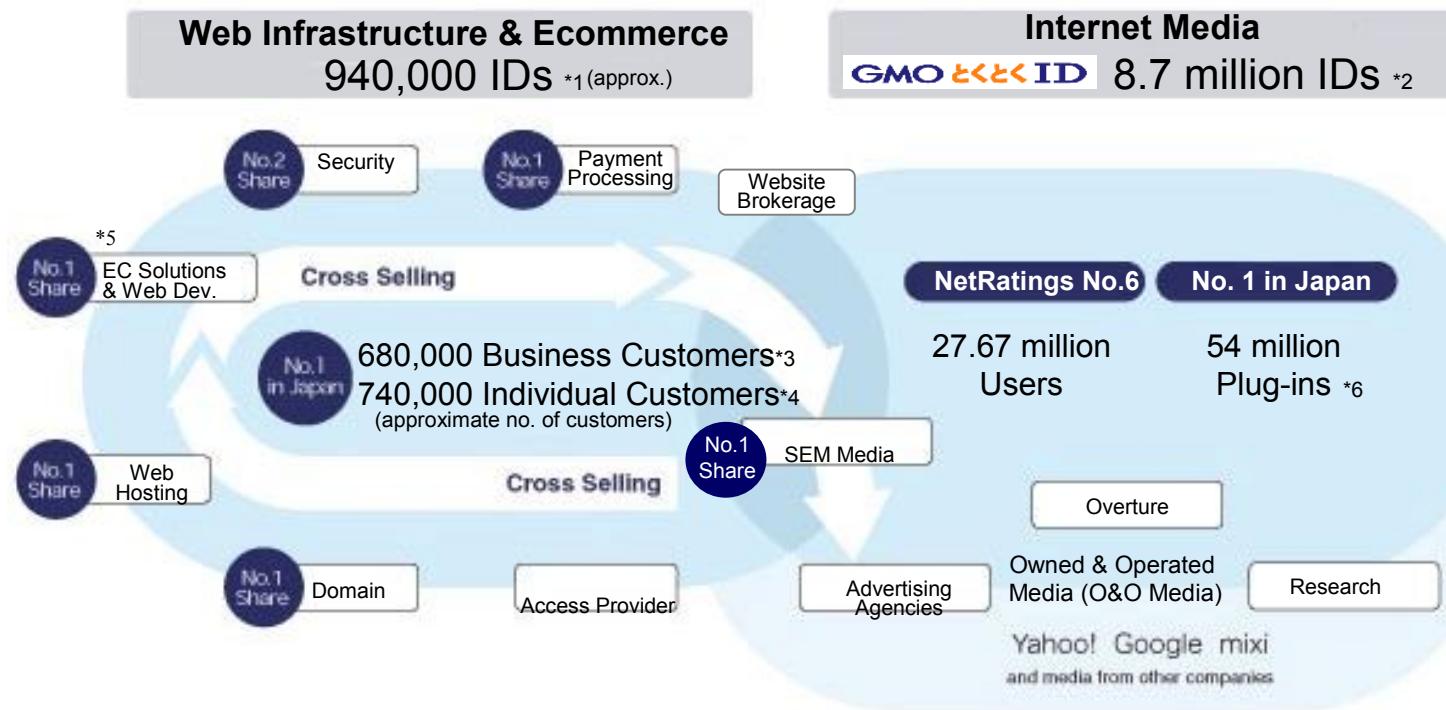 Web Infrastructure & Ecommerce
940,000 IDs *1 (approx.)
Internet Media
GMO とくとく ID 8.7 million IDs *2
No.2
Share
Security
No.1
Share
Payment
Processing
Website
Brokerage
*5
No.1
Share
EC Solutions
& Web Dev.
Cross Selling
NetRatings No.6
No. 1 in Japan
27.67 million
Users
54 million
Plug-ins *6
No.1
in Japan
680,000 Business Customers*3
740,000 Individual Customers*4
(approximate no. of customers)
No.1
Share
SEM Media
No.1
Share
Web
Hosting
Cross Selling
Overture
No.1
Share
Domain
Access Provider
Advertising
Agencies
Owned & Operated
Media (O&O Media)
Research
Yahoo! Google mixi
and media from other companies